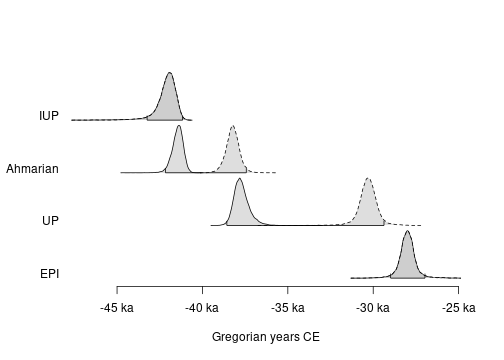 IUP
Ahmarian
UP
EPI
-45 ka -40 ka -35 ka -30 ka -25 ka
Gregorian years CE